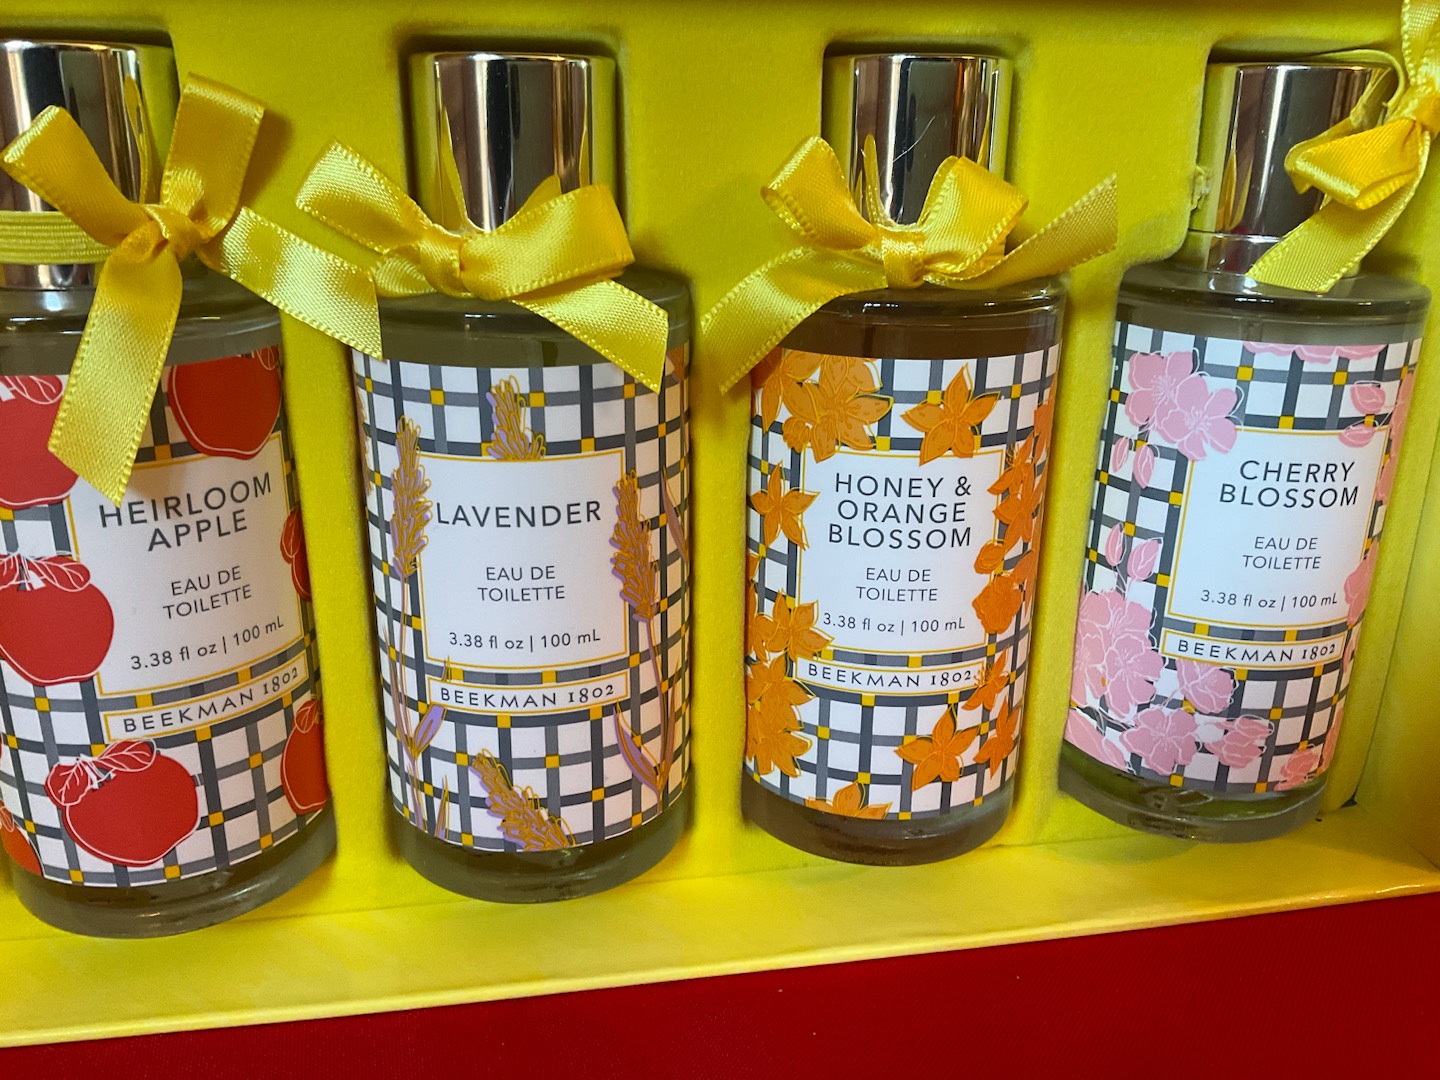 HEIRLOOM
APPLE
EAU DE
TOILETTE
3.38 fl oz | 100 mL
BEEKMAN 1802
LAVENDER
EAU DE
TOILETTE
3.38 fl oz | 100 mL
BEEKMAN 1802
HONEY &
ORANGE
BLOSSOM
EAU DE
TOILETTE
3.38 fl oz | 100 mL
BEEKMAN 1802
CHERRY
BLOSSOM
EAU DE
TOILETTE
3.38 fl oz | 100 mL
BEEKMAN 1802